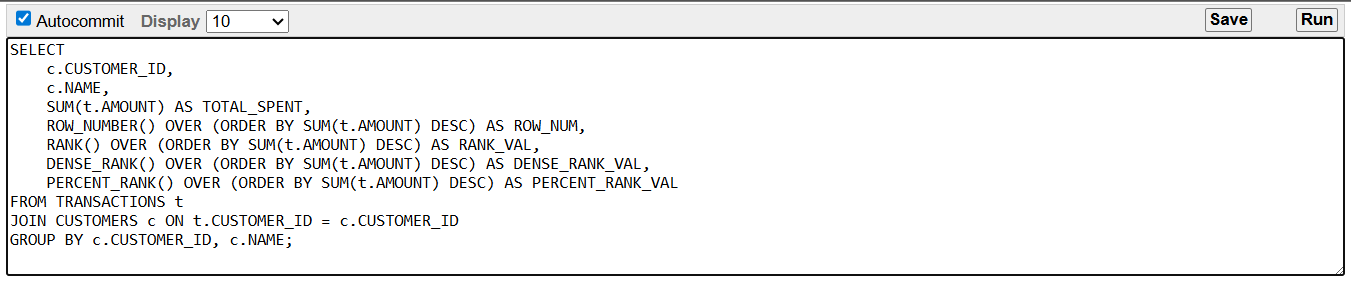 Autocommit Display 10 Save Run
SELECT
    c.CUSTOMER_ID,
    c.NAME,
    SUM(t.AMOUNT) AS TOTAL_SPENT,
    ROW_NUMBER() OVER (ORDER BY SUM(t.AMOUNT) DESC) AS ROW_NUM,
    RANK() OVER (ORDER BY SUM(t.AMOUNT) DESC) AS RANK_VAL,
    DENSE_RANK() OVER (ORDER BY SUM(t.AMOUNT) DESC) AS DENSE_RANK_VAL,
    PERCENT_RANK() OVER (ORDER BY SUM(t.AMOUNT) DESC) AS PERCENT_RANK_VAL
FROM TRANSACTIONS t
JOIN CUSTOMERS c ON t.CUSTOMER_ID = c.CUSTOMER_ID
GROUP BY c.CUSTOMER_ID, c.NAME;